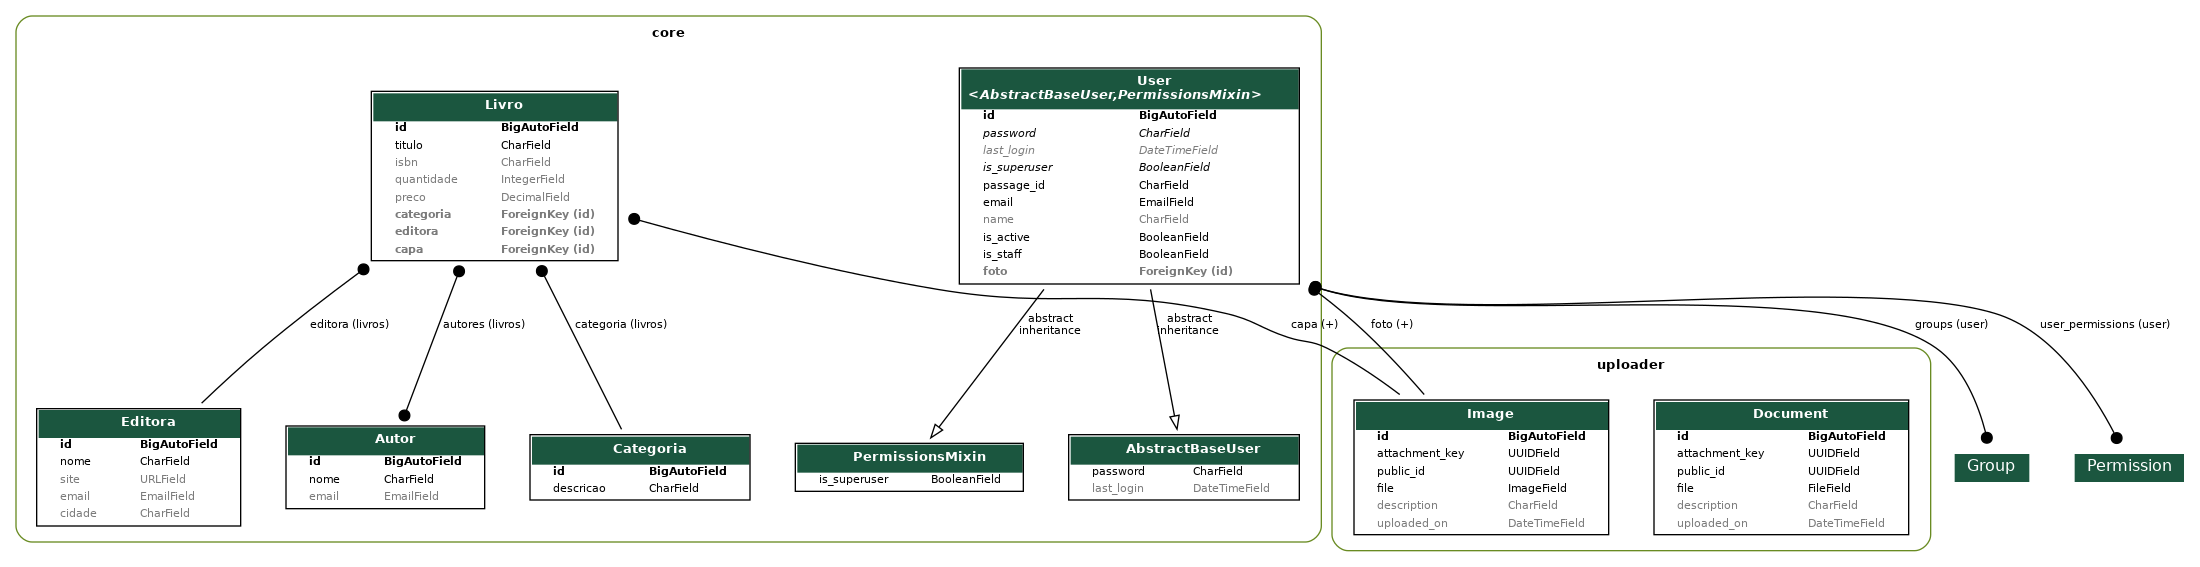 core
Livro
id BigAutoField
titulo CharField
isbn CharField
quantidade IntegerField
preco DecimalField
categoria ForeignKey (id)
editora ForeignKey (id)
capa ForeignKey (id)
User
<AbstractBaseUser,PermissionsMixin>
id BigAutoField
password CharField
last_login DateTimeField
is_superuser BooleanField
passage_id CharField
email EmailField
name CharField
is_active BooleanField
is_staff BooleanField
foto ForeignKey (id)
editora (livros)
autores (livros)
categoria (livros)
abstract
inheritance
abstract
inheritance
capa (+)
foto (+)
groups (user)
user_permissions (user)
Editora
id BigAutoField
nome CharField
site URLField
email EmailField
cidade CharField
Autor
id BigAutoField
nome CharField
email EmailField
Categoria
id BigAutoField
descricao CharField
PermissionsMixin
is_superuser BooleanField
AbstractBaseUser
password CharField
last_login DateTimeField
uploader
Image
id BigAutoField
attachment_key UUIDField
public_id UUIDField
file ImageField
description CharField
uploaded_on DateTimeField
Document
id BigAutoField
attachment_key UUIDField
public_id UUIDField
file FileField
description CharField
uploaded_on DateTimeField
Group
Permission